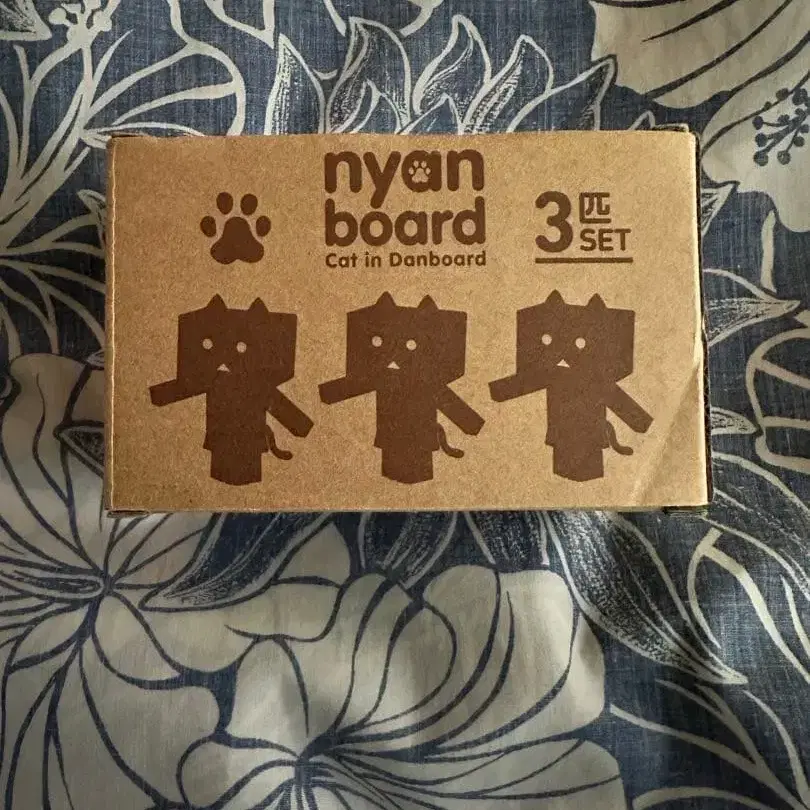 nyan
board
Cat in Danboard
3匹
SET